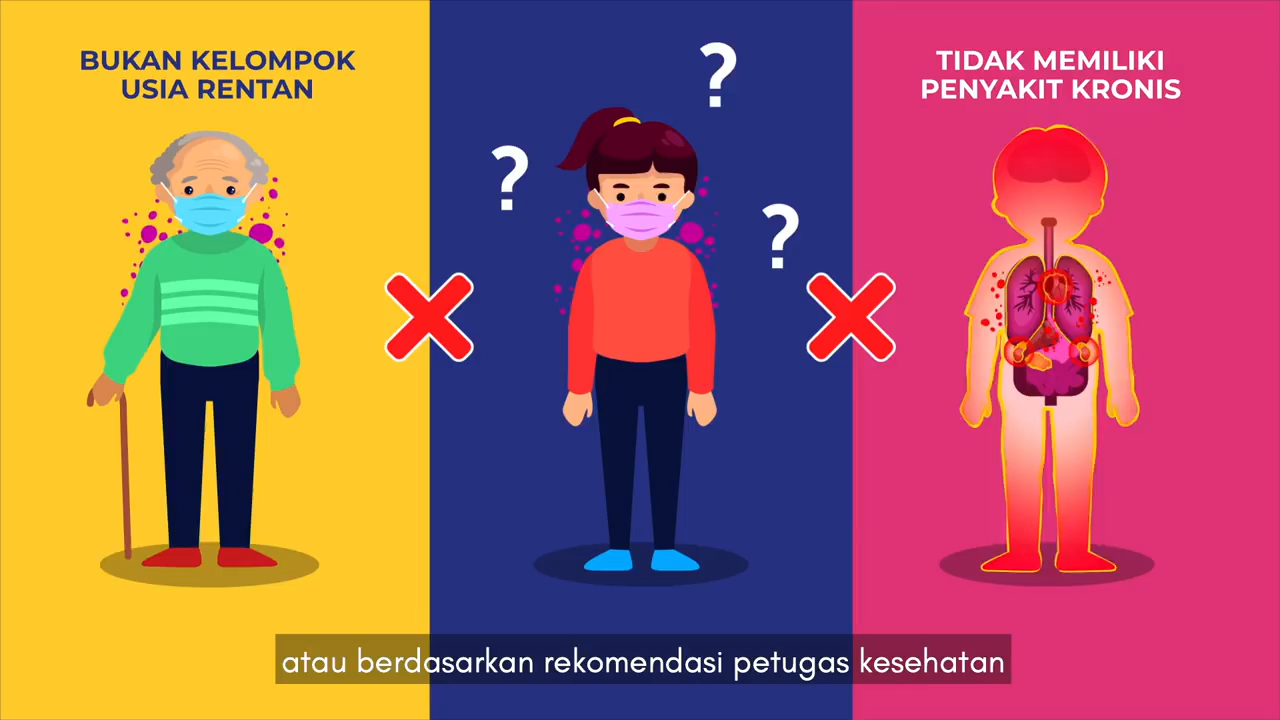 BUKAN KELOMPOK
USIA RENTAN
?
?
?
TIDAK MEMILIKI
PENYAKIT KRONIS
atau berdasarkan rekomendasi petugas kesehatan